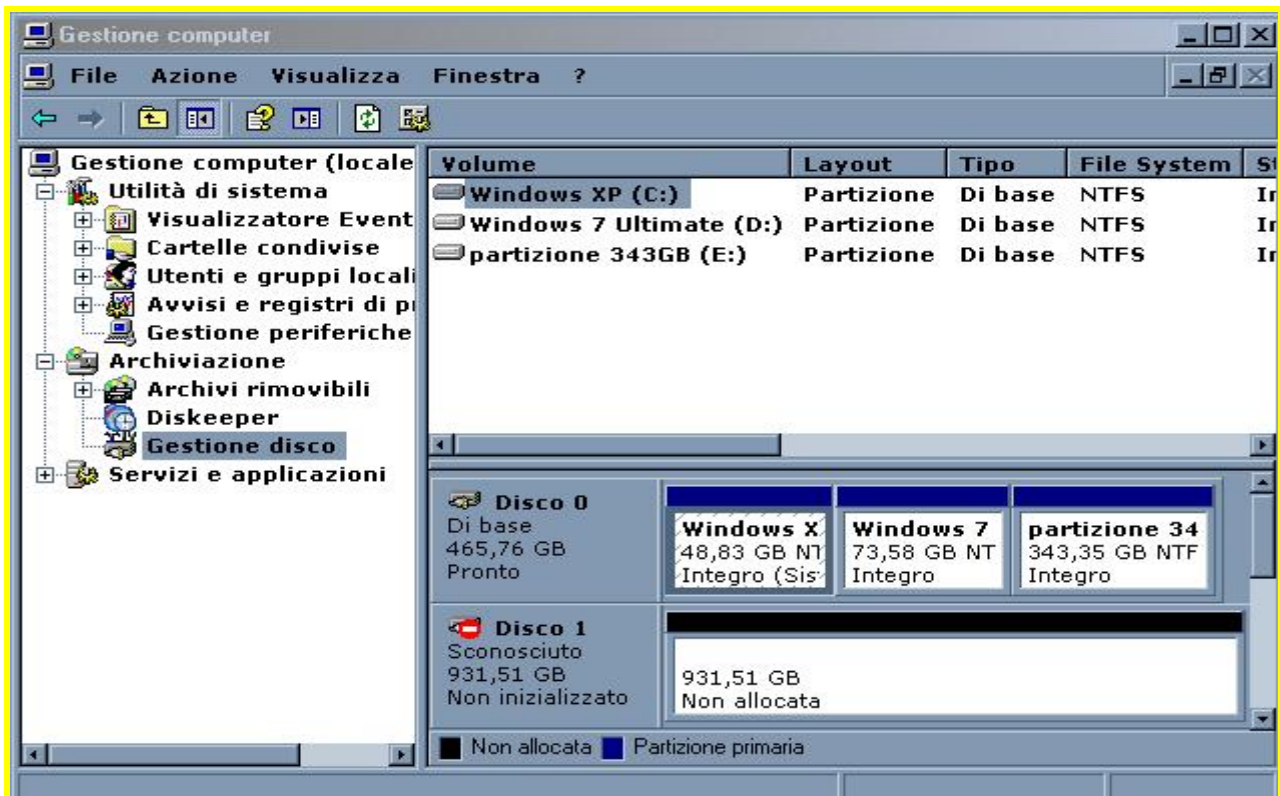 Gestione computer
File Azione Visualizza Finestra ?
Gestione computer (locale
Utilità di sistema
Visualizzatore Event
Cartelle condivise
Utenti e gruppi locali
Avvisi e registri di p
Gestione periferiche
Archiviazione
Archivi rimovibili
Diskeeper
Gestione disco
Servizi e applicazioni
Volume Layout Tipo File System S
Windows XP (C:) Partizione Di base NTFS I
Windows 7 Ultimate (D:) Partizione Di base NTFS I
partizione 343GB (E:) Partizione Di base NTFS I
Disco 0
Di base
465,76 GB
Pronto
Windows X
48,83 GB NT
Integro (Sis
Windows 7
73,58 GB NT
Integro
partizione 34
343,35 GB NTF
Integro
Disco 1
Sconosciuto
931,51 GB
Non inizializzato
931,51 GB
Non allocata
Non allocata Partizione primaria